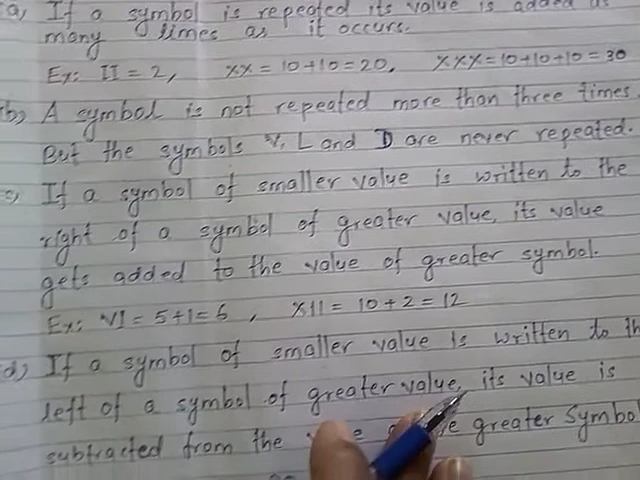 a) If a symbol is repeated its value is added as
many times as it occurs.
Ex: II = 2, XX = 10+10=20, XXX=10+10+10=30
b) A symbol is not repeated more than three times.
But the symbols V, L and D are never repeated.
c) If a symbol of smaller value is written to the
right of a symbol of greater value, its value
gets added to the value of greater symbol.
Ex: VI = 5+1=6, XII = 10+2=12
d) If a symbol of smaller value is written to th
left of a symbol of greater value, its value is
subtracted from the greater Symbo